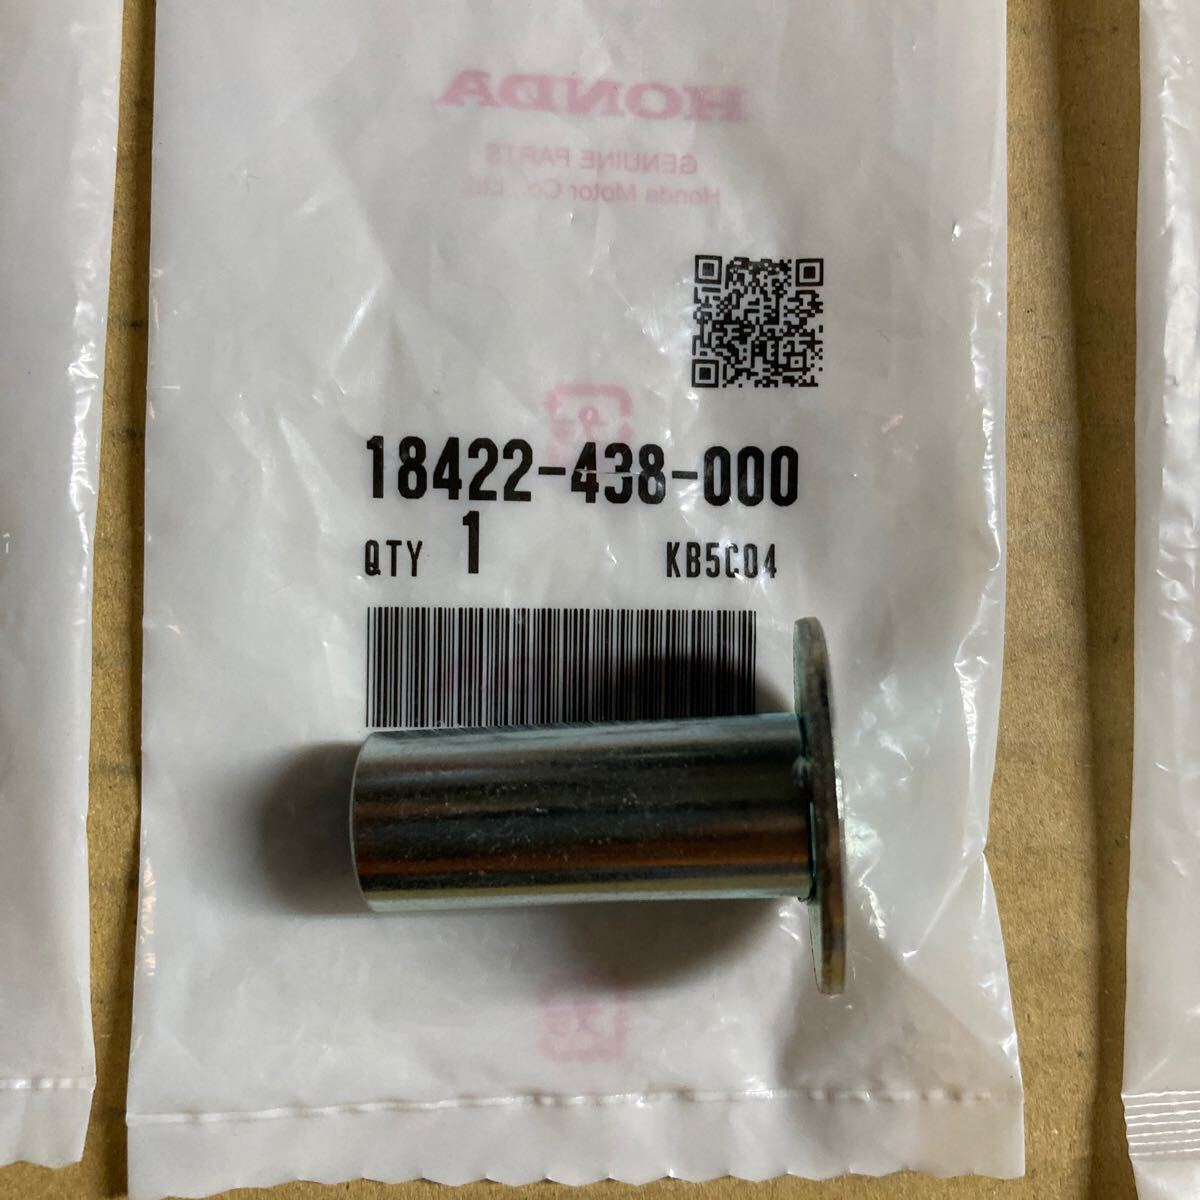 HONDA
GENUINE PARTS
Honda Motor Co., Ltd.
18422-438-000
QTY 1 KB5C04